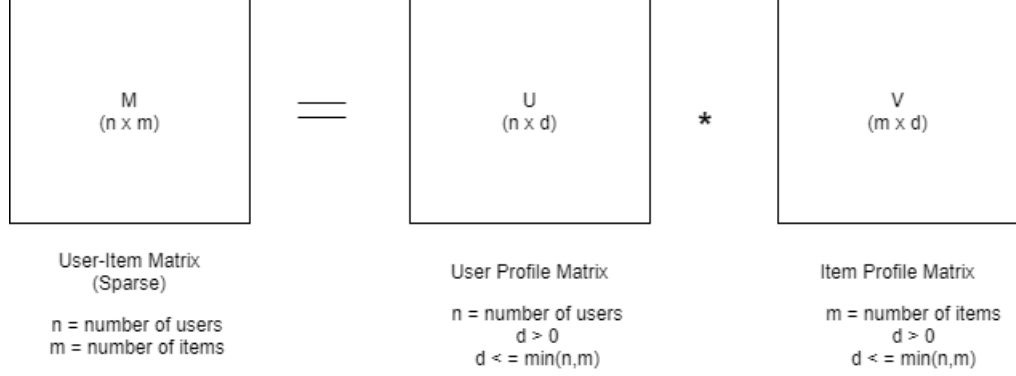 M
(n x m)
U
(n x d)
*
V
(m x d)
User-Item Matrix
(Sparse)
n = number of users
m = number of items
User Profile Matrix
n = number of users
d > 0
d < = min(n,m)
Item Profile Matrix
m = number of items
d > 0
d < = min(n,m)